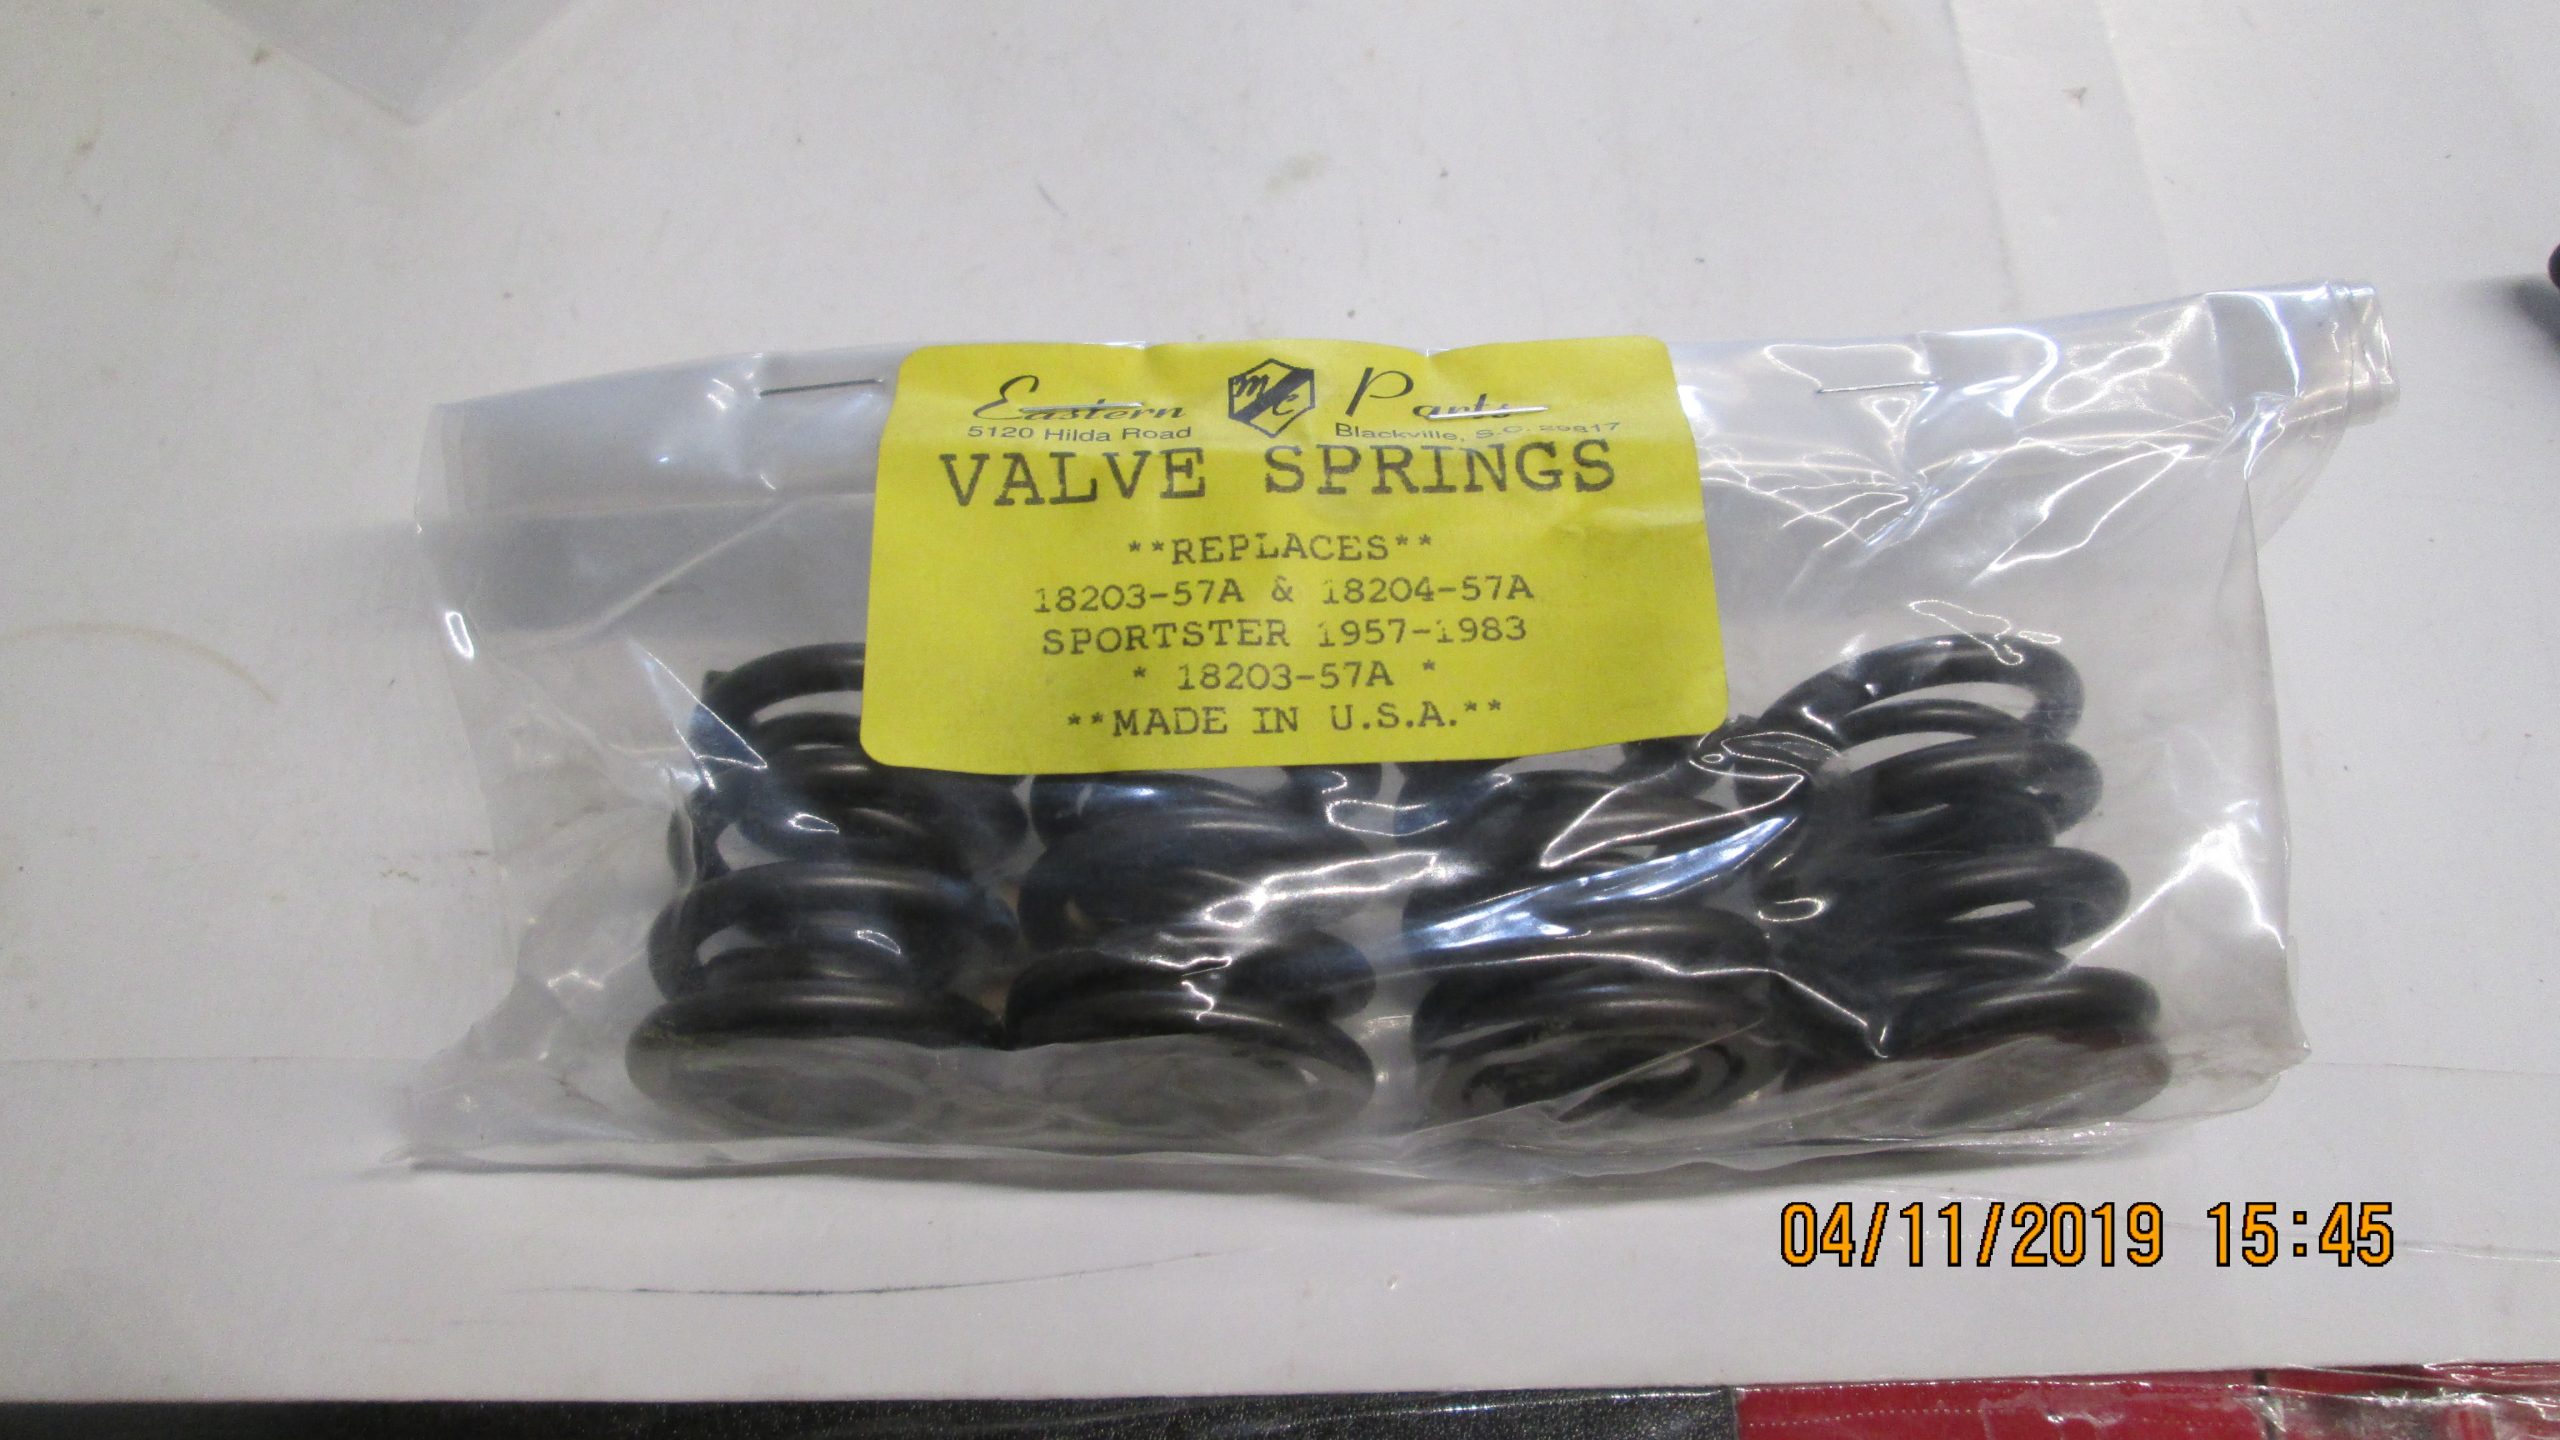 Eastern MC Parts
5120 Hilda Road Blackville, S.C. 29817
VALVE SPRINGS
**REPLACES**
18203-57A & 18204-57A
SPORTSTER 1957-1983
* 18203-57A *
**MADE IN U.S.A.**
04/11/2019 15:45